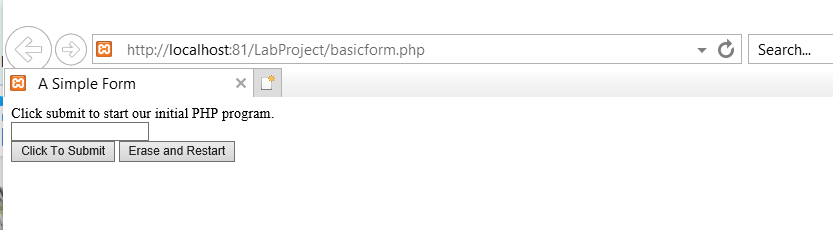 http://localhost:81/LabProject/basicform.php
Search...
A Simple Form
Click submit to start our initial PHP program.
Click To Submit
Erase and Restart